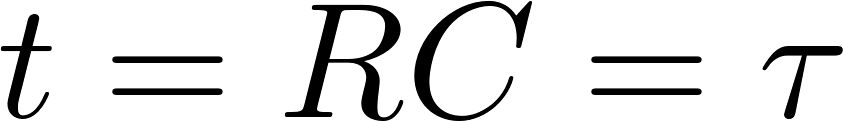 t = RC = τ